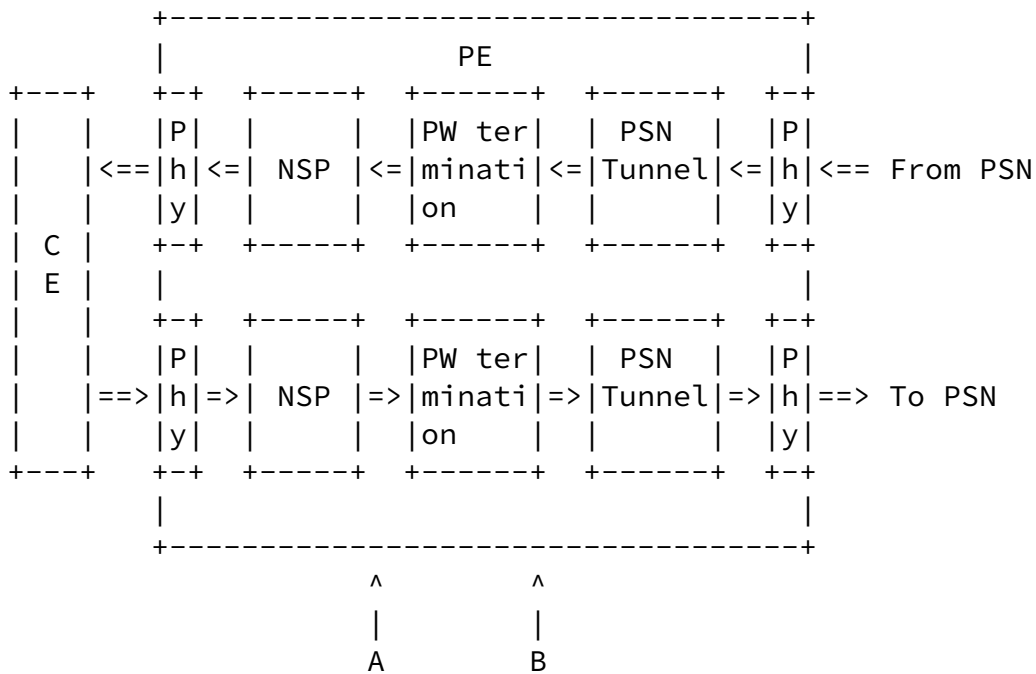 +-----------------------------------+
|                PE                 |
+---+   +-+  +-----+  +------+  +------+  +-+
|   |   |P|  |     |  |PW ter|  | PSN  |  |P|
|   |<==|h|<=| NSP |<=|minati|<=|Tunnel|<=|h|<== From PSN
|   |   |y|  |     |  |on    |  |      |  |y|
| C |   +-+  +-----+  +------+  +------+  +-+
| E |   |                                   |
|   |   +-+  +-----+  +------+  +------+  +-+
|   |   |P|  |     |  |PW ter|  | PSN  |  |P|
|   |==>|h|=>| NSP |=>|minati|=>|Tunnel|=>|h|==> To PSN
|   |   |y|  |     |  |on    |  |      |  |y|
+---+   +-+  +-----+  +------+  +------+  +-+
|                                   |
+-----------------------------------+
^        ^
|        |
A        B